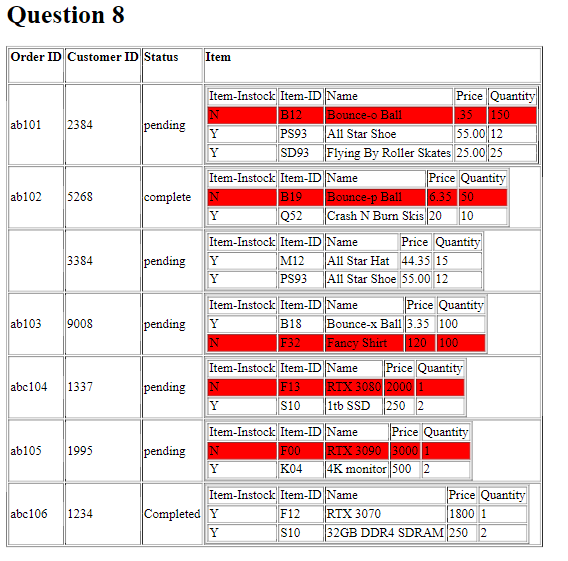 Question 8
Order ID Customer ID Status Item
Item-Instock Item-ID Name Price Quantity
N B12 Bounce-o Ball .35 150
ab101 2384 pending Y PS93 All Star Shoe 55.00 12
Y SD93 Flying By Roller Skates 25.00 25
Item-Instock Item-ID Name Price Quantity
ab102 5268 complete N B19 Bounce-p Ball 6.35 50
Y Q52 Crash N Burn Skis 20 10
Item-Instock Item-ID Name Price Quantity
3384 pending Y M12 All Star Hat 44.35 15
Y PS93 All Star Shoe 55.00 12
Item-Instock Item-ID Name Price Quantity
ab103 9008 pending Y B18 Bounce-x Ball 3.35 100
N F32 Fancy Shirt 120 100
Item-Instock Item-ID Name Price Quantity
abc104 1337 pending N F13 RTX 3080 2000 1
Y S10 1tb SSD 250 2
Item-Instock Item-ID Name Price Quantity
ab105 1995 pending N F00 RTX 3090 3000 1
Y K04 4K monitor 500 2
Item-Instock Item-ID Name Price Quantity
abc106 1234 Completed Y F12 RTX 3070 1800 1
Y S10 32GB DDR4 SDRAM 250 2